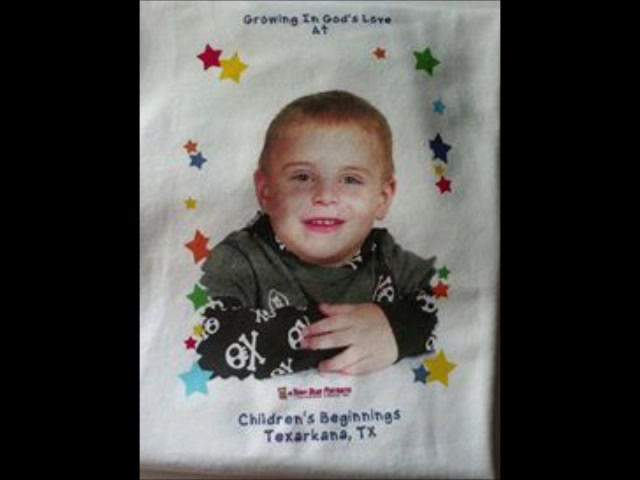 Growing In God's Love
At
Children's Beginnings
Texarkana, TX